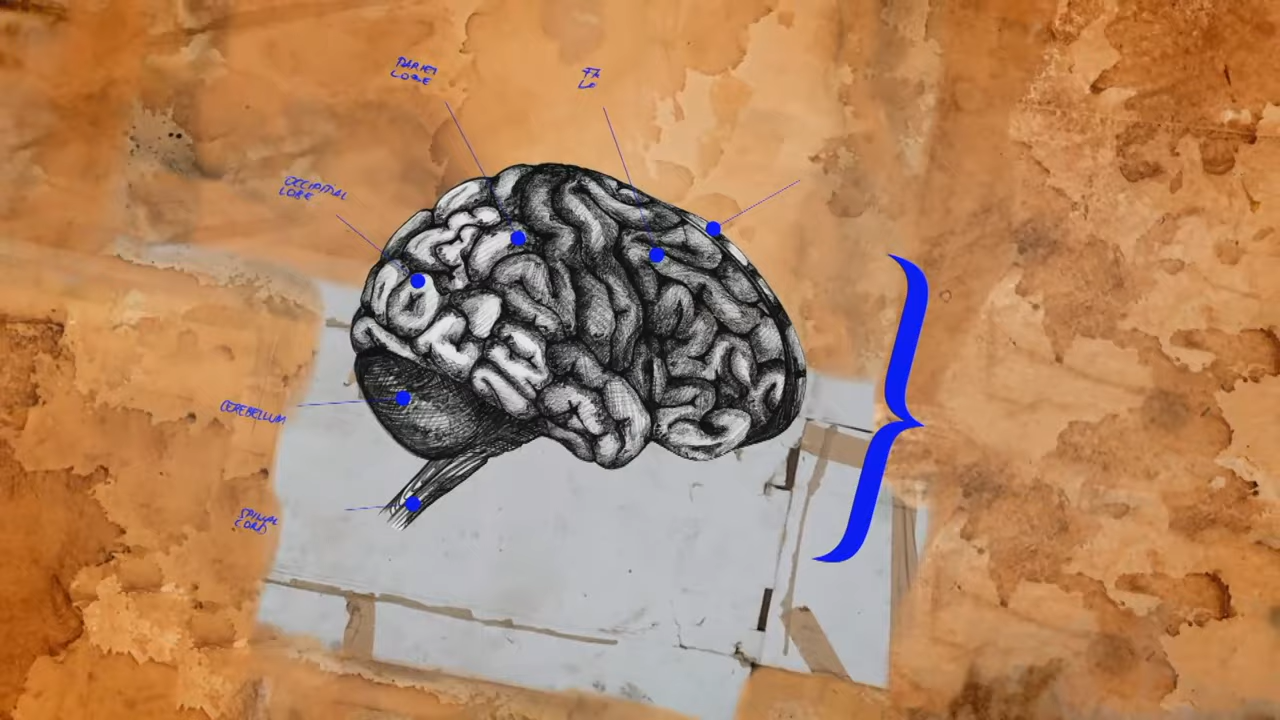 PARIET
LOBE
OCCIPITAL
LOBE
CEREBELLUM
SPINAL
CORD